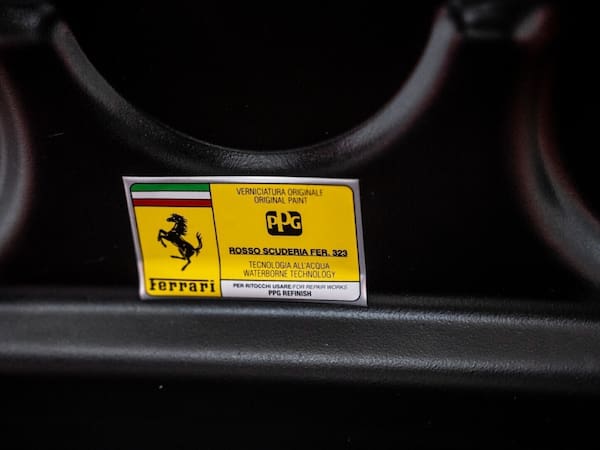 VERNICIATURA ORIGINALE
ORIGINAL PAINT
PPG
ROSSO SCUDERIA FER. 323
TECNOLOGIA ALL'ACQUA
WATERBORNE TECHNOLOGY
Ferrari
PER RITOCCHI USARE FOR REPAIR WORKS
PPG REFINISH